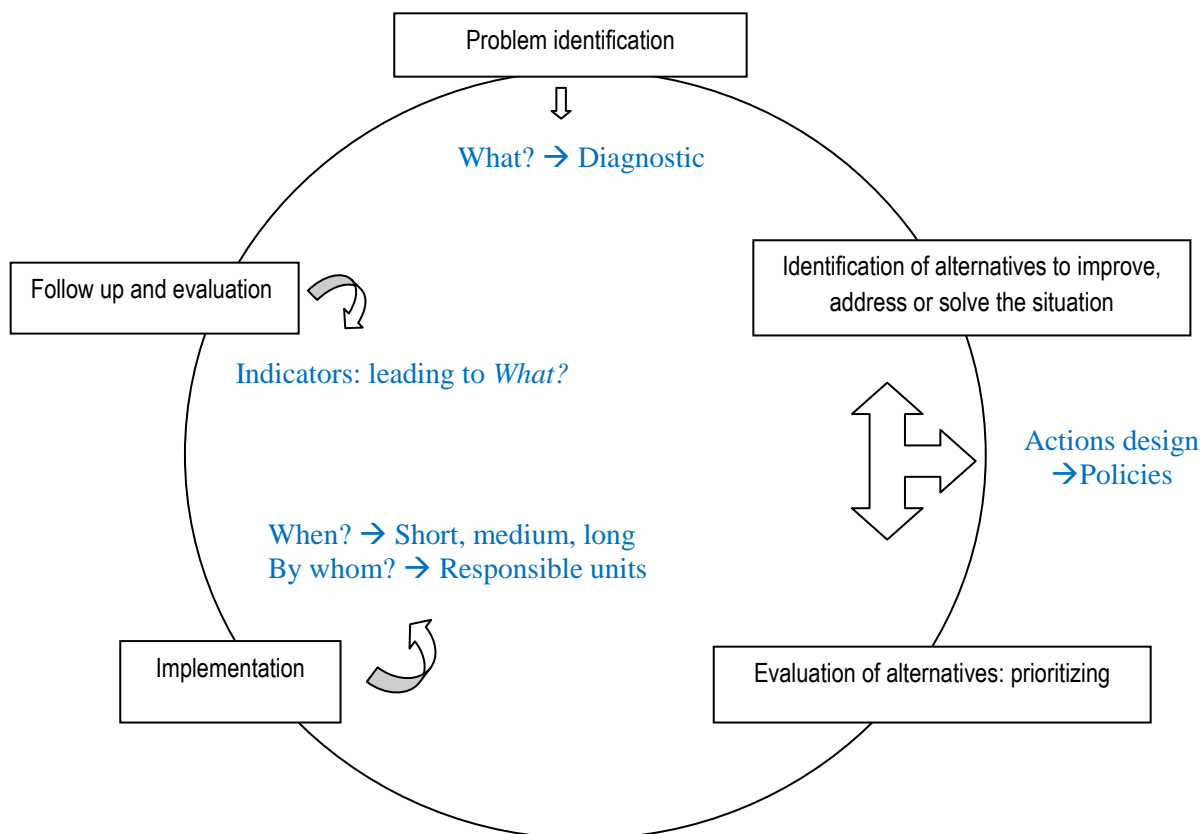 Problem identification
What? → Diagnostic
Follow up and evaluation
Identification of alternatives to improve,
address or solve the situation
Indicators: leading to What?
Actions design
→Policies
When? → Short, medium, long
By whom? → Responsible units
Implementation
Evaluation of alternatives: prioritizing